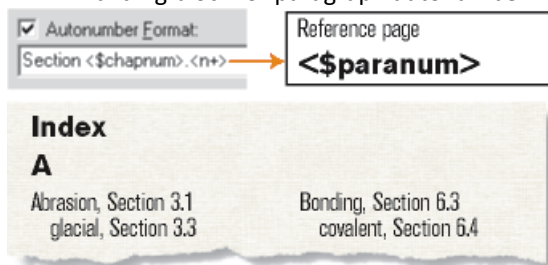 Autonumber Format:
Section <$chapnum>.<n+>
Reference page
<$paranum>
Index
A
Abrasion, Section 3.1
glacial, Section 3.3
Bonding, Section 6.3
covalent, Section 6.4